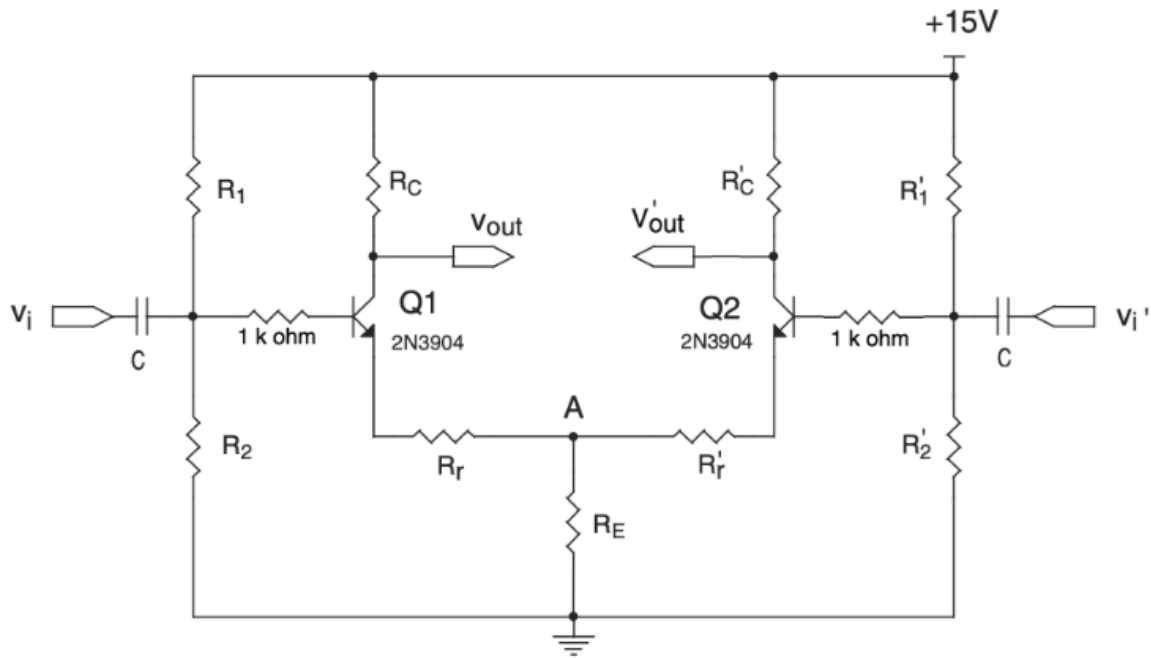 +15V
R1
RC
R'C
R'1
vout
v'out
vi
C
1 k ohm
Q1
2N3904
Q2
2N3904
1 k ohm
C
vi'
R2
A
R'2
Rr
R'r
RE